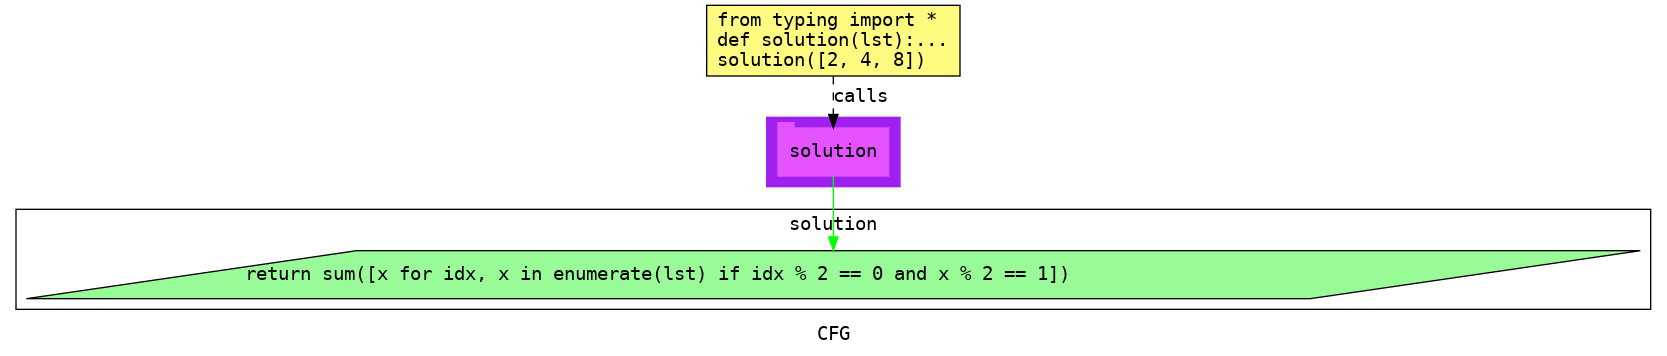 from typing import *
def solution(lst):...
solution([2, 4, 8])
calls
solution
solution
return sum([x for idx, x in enumerate(lst) if idx % 2 == 0 and x % 2 == 1])
CFG